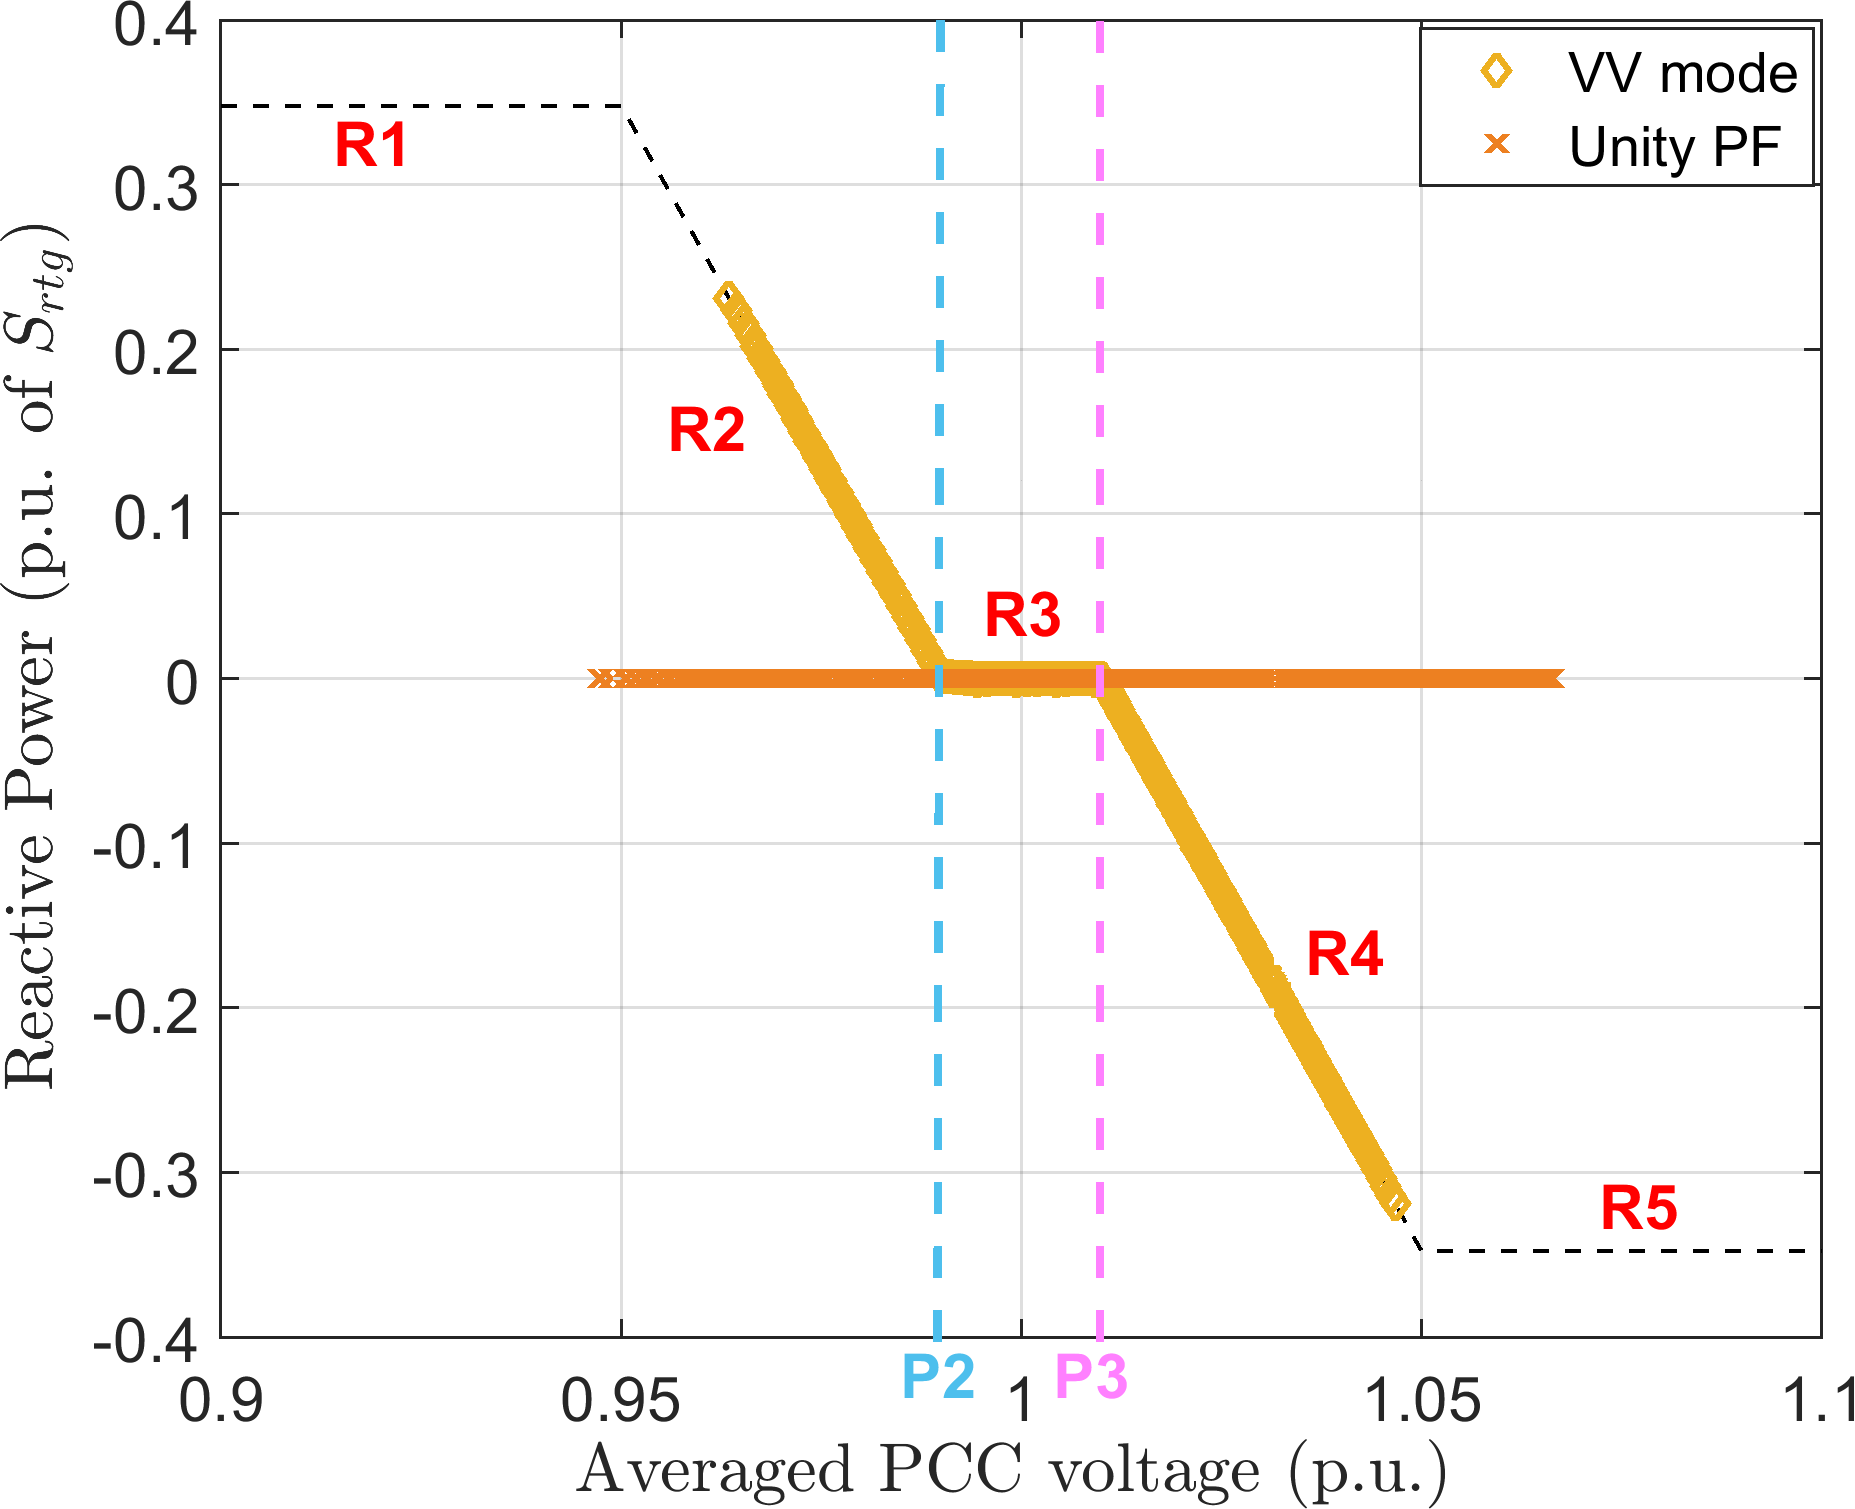 VV mode
Unity PF
0.4
0.3
0.2
0.1
0
-0.1
-0.2
-0.3
-0.4
Reactive Power (p.u. of S_rtg)
R1
R2
R3
R4
R5
P2
P3
0.9
0.95
1
1.05
1.1
Averaged PCC voltage (p.u.)